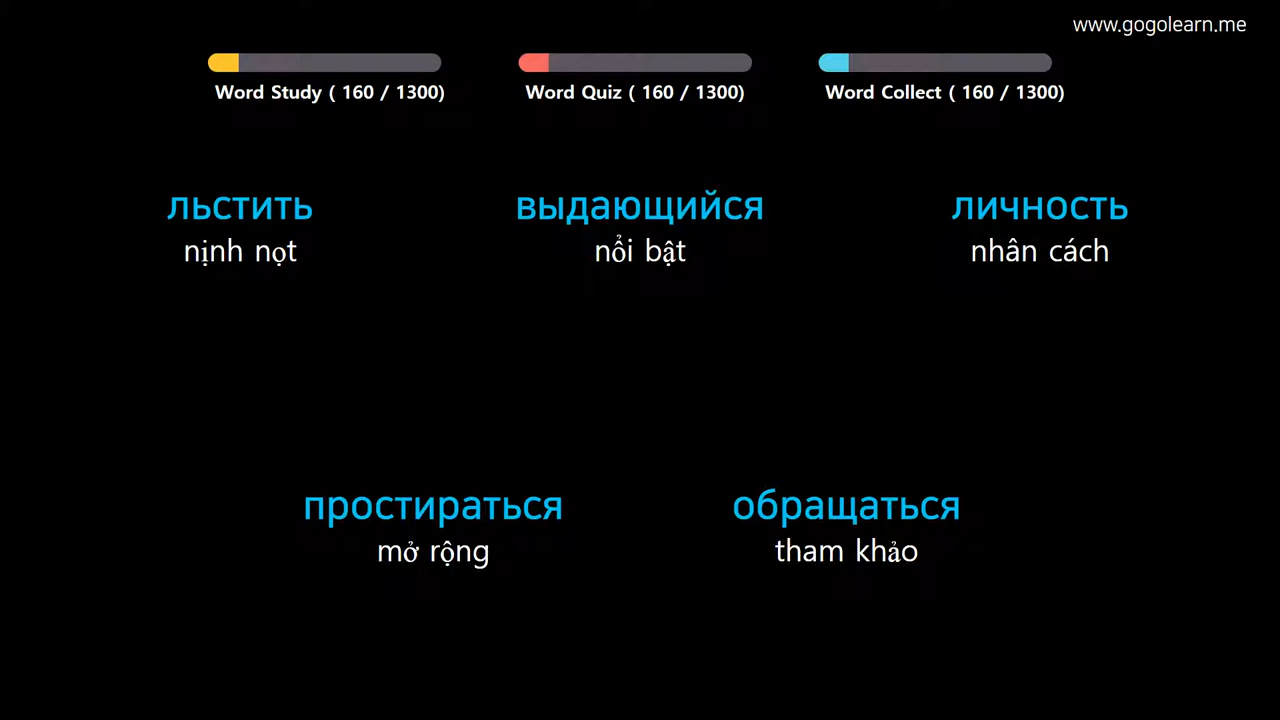 www.gogolearn.me
Word Study ( 160 / 1300)
Word Quiz ( 160 / 1300)
Word Collect ( 160 / 1300)
льстить
nịnh nọt
выдающийся
nổi bật
личность
nhân cách
простираться
mở rộng
обращаться
tham khảo